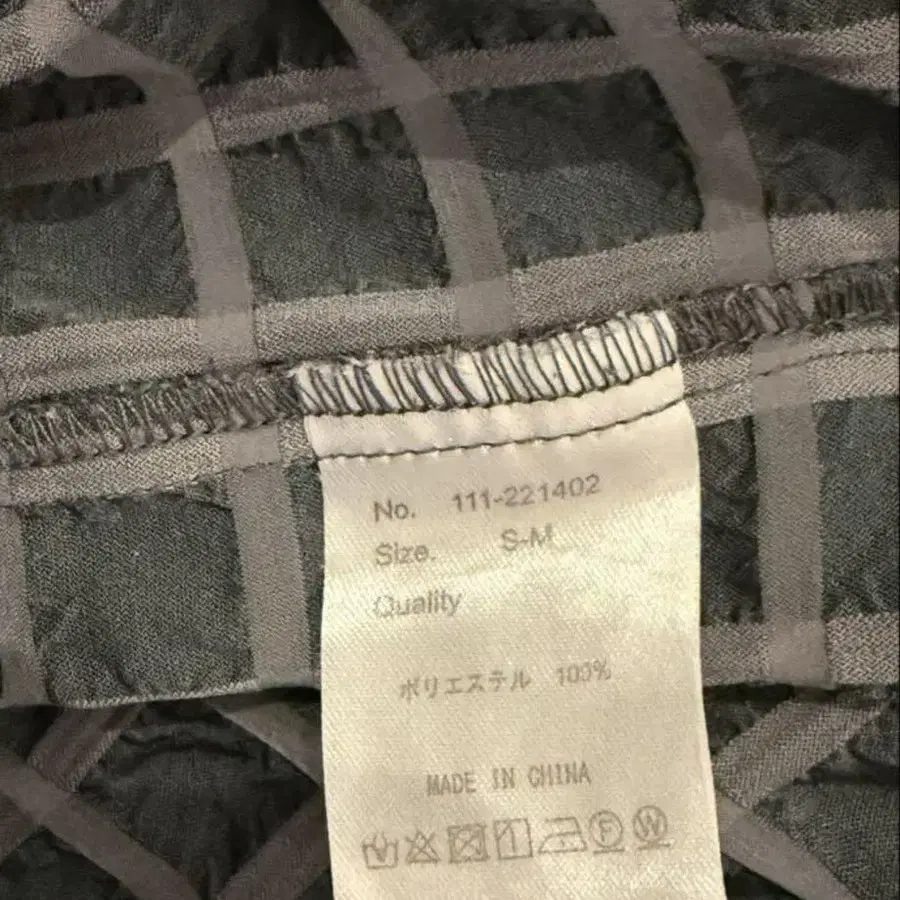 No. 111-221402
Size. S-M
Quality
ポリエステル 100%
MADE IN CHINA
F W